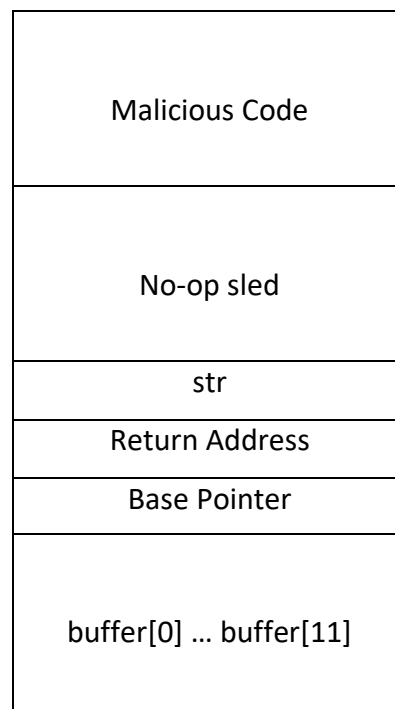 Malicious Code
No-op sled
str
Return Address
Base Pointer
buffer[0] … buffer[11]